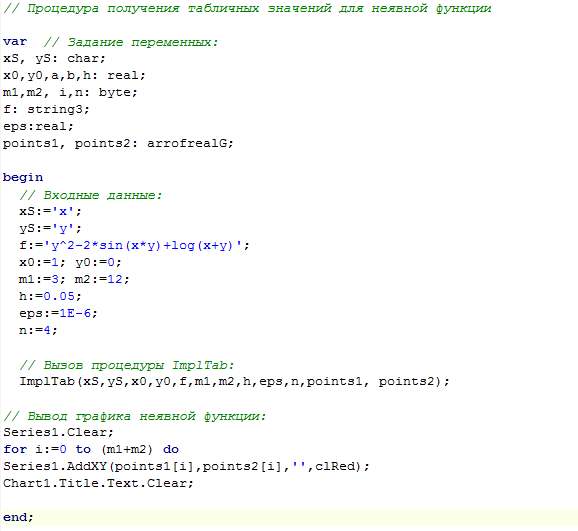 // Процедура получения табличных значений для неявной функции
var // Задание переменных:
xS, yS: char;
x0,y0,a,b,h: real;
m1,m2, i,n: byte;
f: string3;
eps:real;
points1, points2: arrofrealG;
begin
// Входные данные:
xS:='x';
yS:='y';
f:='y^2-2*sin(x*y)+log(x+y)';
x0:=1; y0:=0;
m1:=3; m2:=12;
h:=0.05;
eps:=1E-6;
n:=4;
// Вызов процедуры ImplTab:
ImplTab(xS,yS,x0,y0,f,m1,m2,h,eps,n,points1, points2);
// Вывод графика неявной функции:
Series1.Clear;
for i:=0 to (m1+m2) do
Series1.AddXY(points1[i],points2[i],'',clRed);
Chart1.Title.Text.Clear;
end;